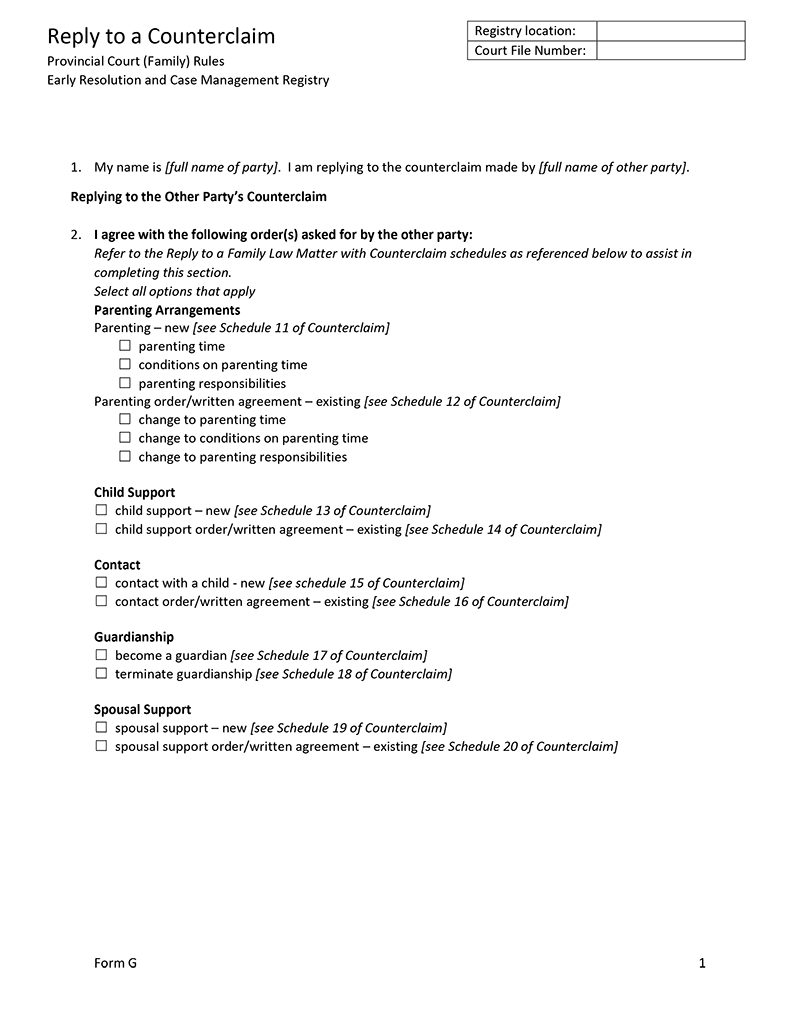 Reply to a Counterclaim
Provincial Court (Family) Rules
Early Resolution and Case Management Registry
Registry location:
Court File Number:
1. My name is [full name of party]. I am replying to the counterclaim made by [full name of other party].
Replying to the Other Party’s Counterclaim
2. I agree with the following order(s) asked for by the other party:
Refer to the Reply to a Family Law Matter with Counterclaim schedules as referenced below to assist in
completing this section.
Select all options that apply
Parenting Arrangements
Parenting – new [see Schedule 11 of Counterclaim]
☐ parenting time
☐ conditions on parenting time
☐ parenting responsibilities
Parenting order/written agreement – existing [see Schedule 12 of Counterclaim]
☐ change to parenting time
☐ change to conditions on parenting time
☐ change to parenting responsibilities
Child Support
☐ child support – new [see Schedule 13 of Counterclaim]
☐ child support order/written agreement – existing [see Schedule 14 of Counterclaim]
Contact
☐ contact with a child - new [see schedule 15 of Counterclaim]
☐ contact order/written agreement – existing [see Schedule 16 of Counterclaim]
Guardianship
☐ become a guardian [see Schedule 17 of Counterclaim]
☐ terminate guardianship [see Schedule 18 of Counterclaim]
Spousal Support
☐ spousal support – new [see Schedule 19 of Counterclaim]
☐ spousal support order/written agreement – existing [see Schedule 20 of Counterclaim]
Form G
1